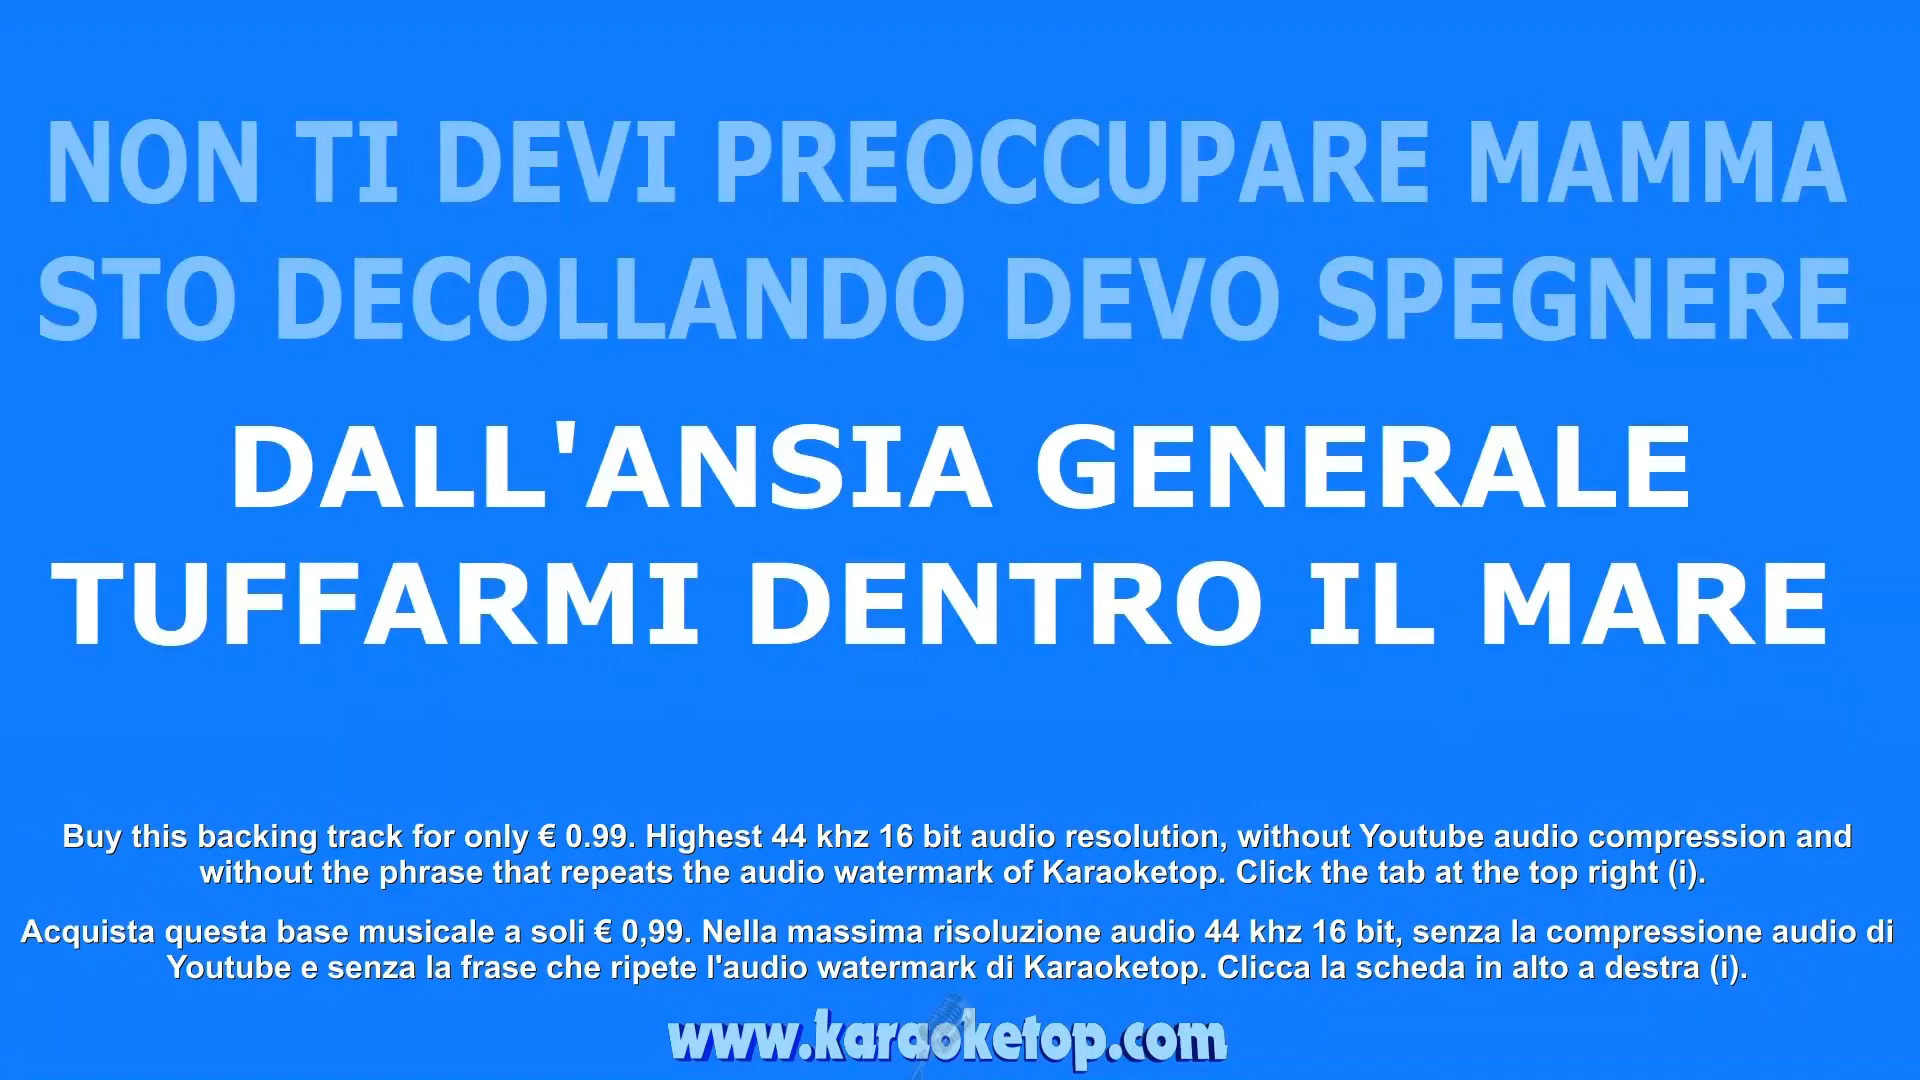 NON TI DEVI PREOCCUPARE MAMMA
STO DECOLLANDO DEVO SPEGNERE
DALL'ANSIA GENERALE
TUFFARMI DENTRO IL MARE
Buy this backing track for only € 0.99. Highest 44 khz 16 bit audio resolution, without Youtube audio compression and
without the phrase that repeats the audio watermark of Karaoketop. Click the tab at the top right (i).
Acquista questa base musicale a soli € 0,99. Nella massima risoluzione audio 44 khz 16 bit, senza la compressione audio di
Youtube e senza la frase che ripete l'audio watermark di Karaoketop. Clicca la scheda in alto a destra (i).
www.karaoketop.com